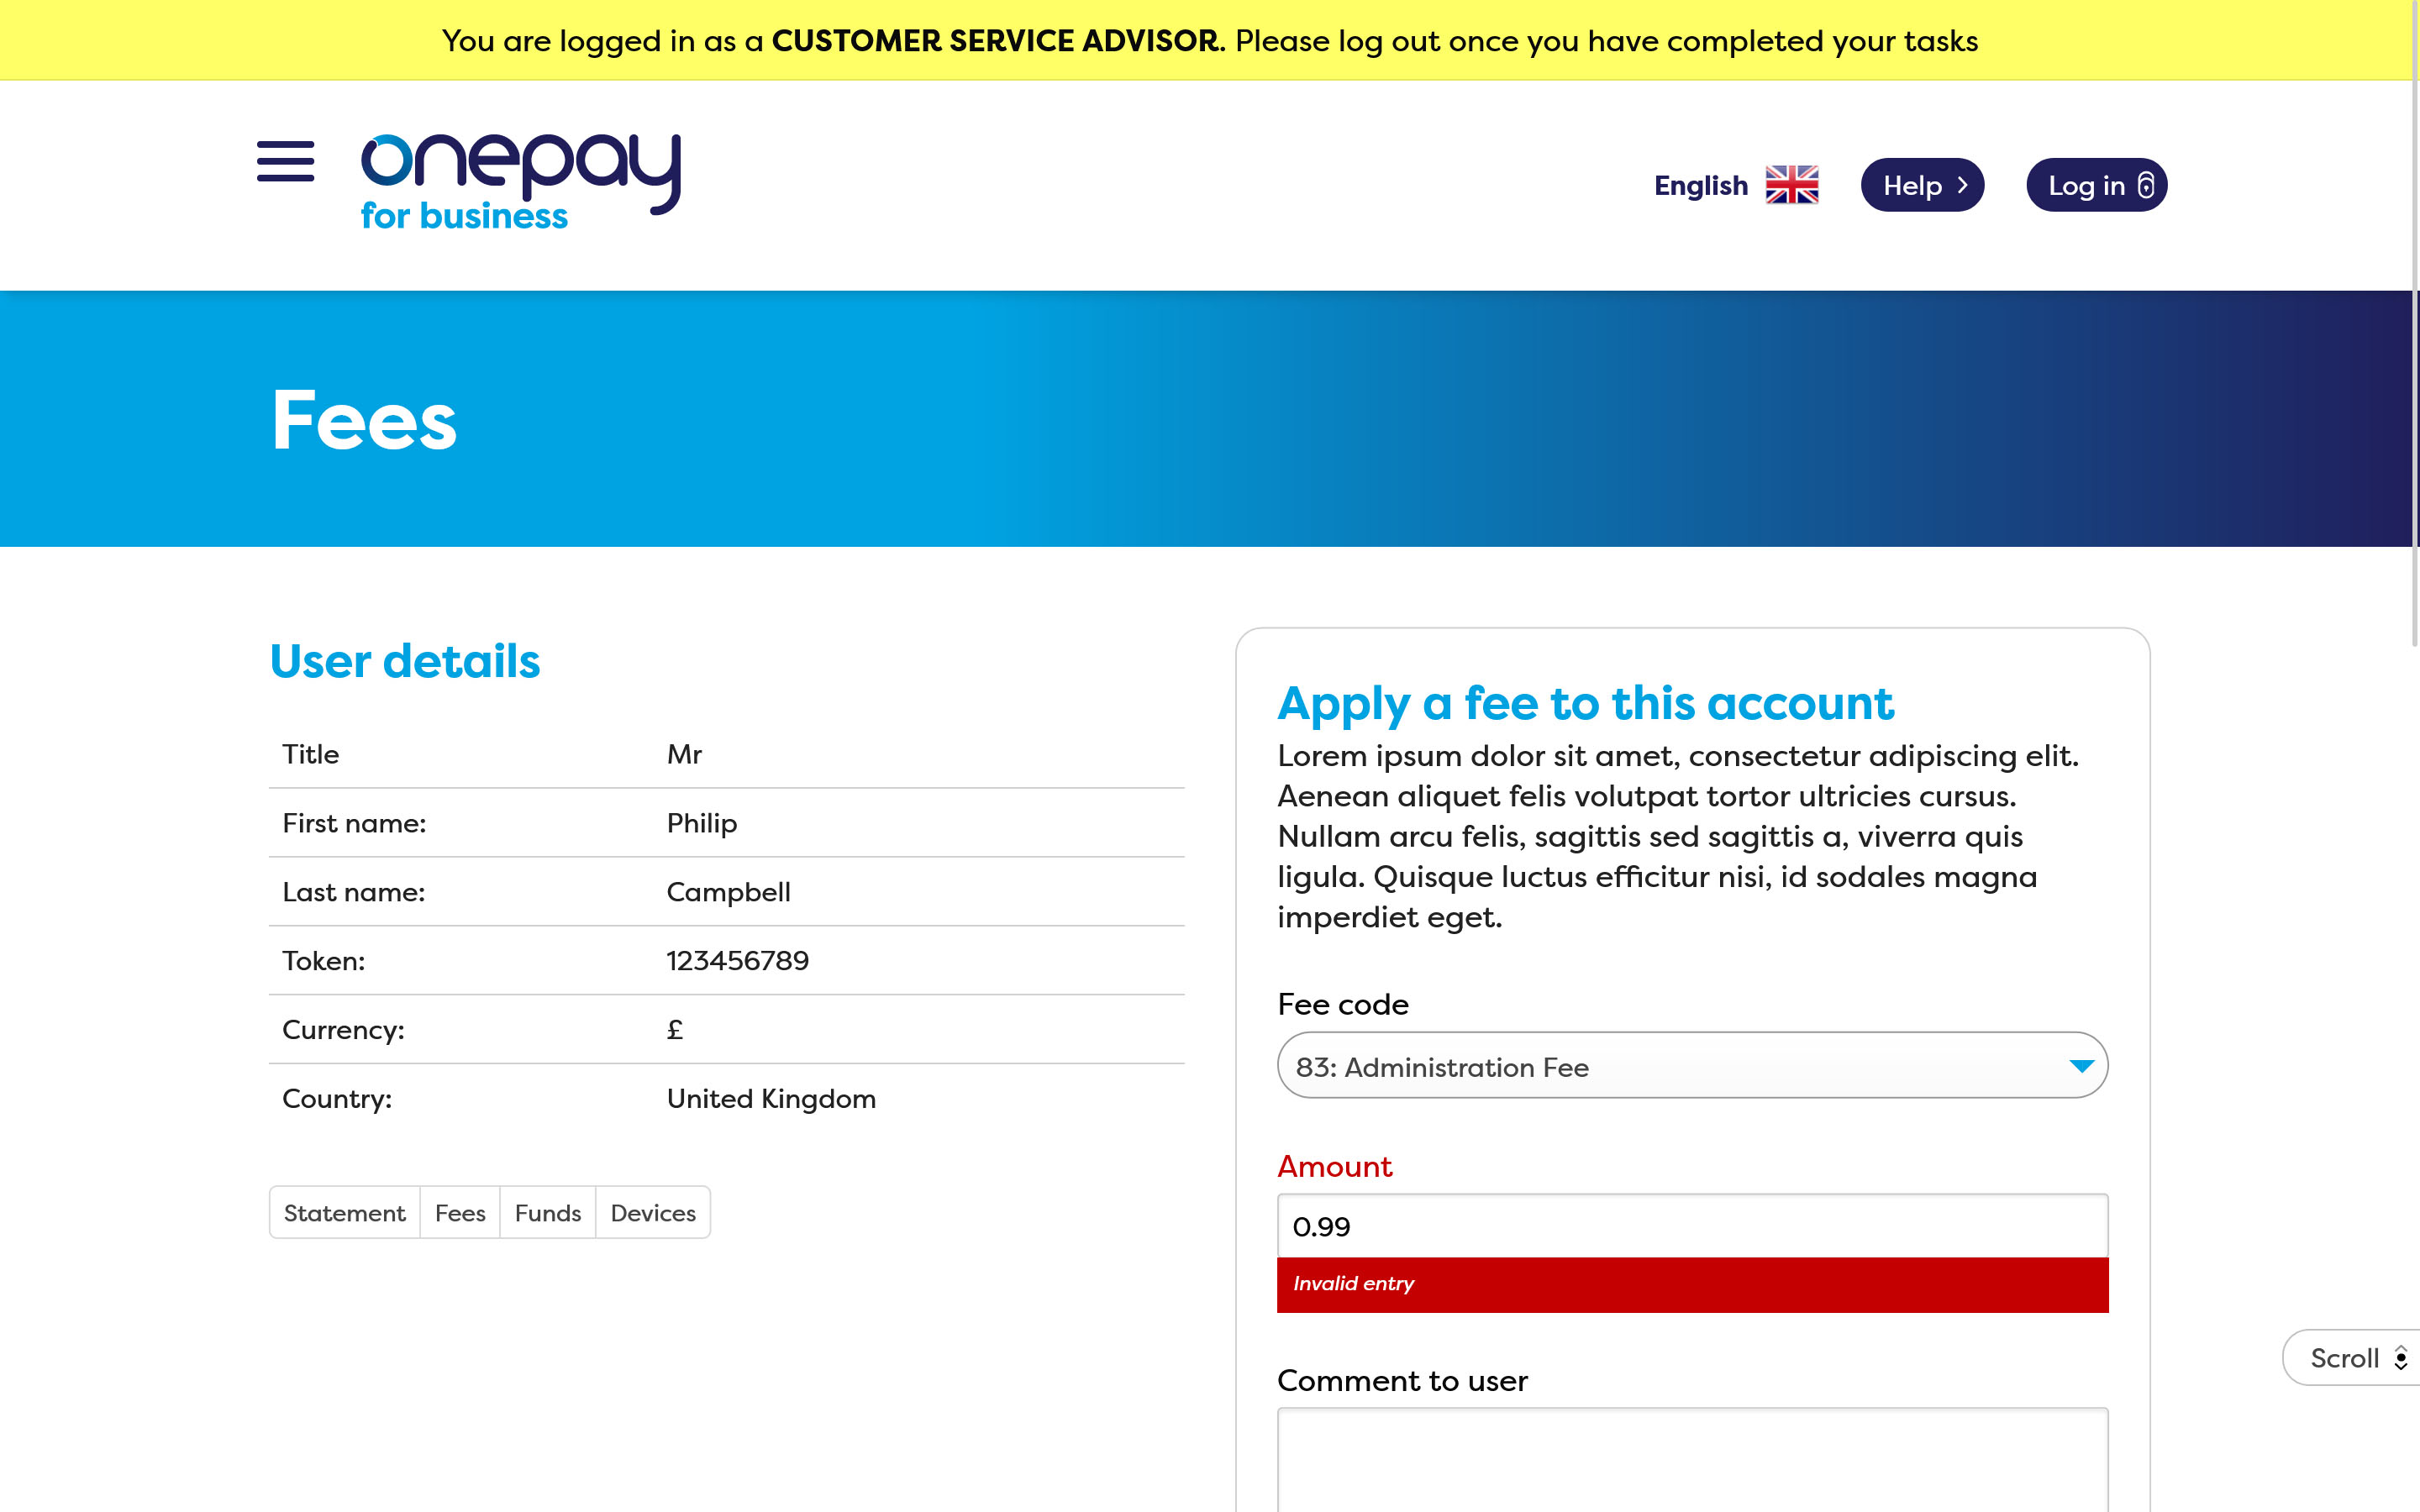 You are logged in as a CUSTOMER SERVICE ADVISOR. Please log out once you have completed your tasks
onepay
for business
English
Help
Log in
Fees
User details
Title Mr
First name: Philip
Last name: Campbell
Token: 123456789
Currency: £
Country: United Kingdom
Statement Fees Funds Devices
Apply a fee to this account
Lorem ipsum dolor sit amet, consectetur adipiscing elit.
Aenean aliquet felis volutpat tortor ultricies cursus.
Nullam arcu felis, sagittis sed sagittis a, viverra quis
ligula. Quisque luctus efficitur nisi, id sodales magna
imperdiet eget.
Fee code
83: Administration Fee
Amount
0.99
Invalid entry
Comment to user
Scroll